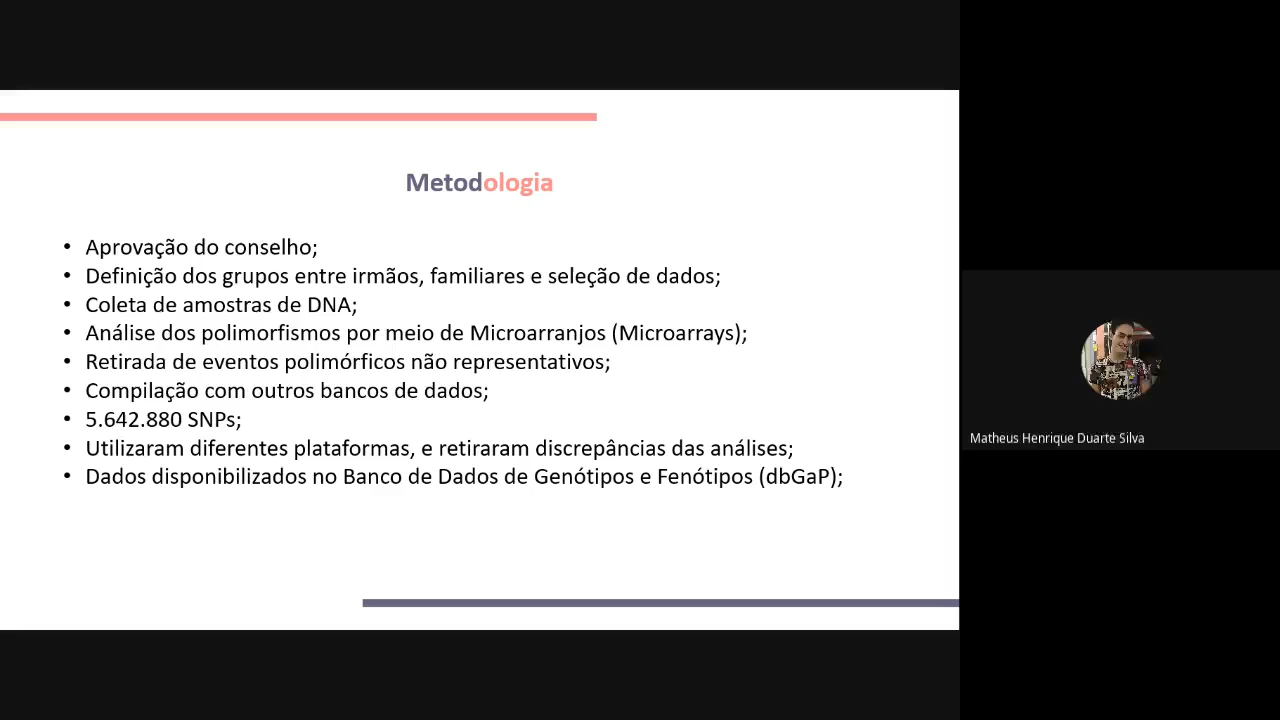 Metodologia
• Aprovação do conselho;
• Definição dos grupos entre irmãos, familiares e seleção de dados;
• Coleta de amostras de DNA;
• Análise dos polimorfismos por meio de Microarranjos (Microarrays);
• Retirada de eventos polimórficos não representativos;
• Compilação com outros bancos de dados;
• 5.642.880 SNPs;
• Utilizaram diferentes plataformas, e retiraram discrepâncias das análises;
• Dados disponibilizados no Banco de Dados de Genótipos e Fenótipos (dbGaP);
Matheus Henrique Duarte Silva